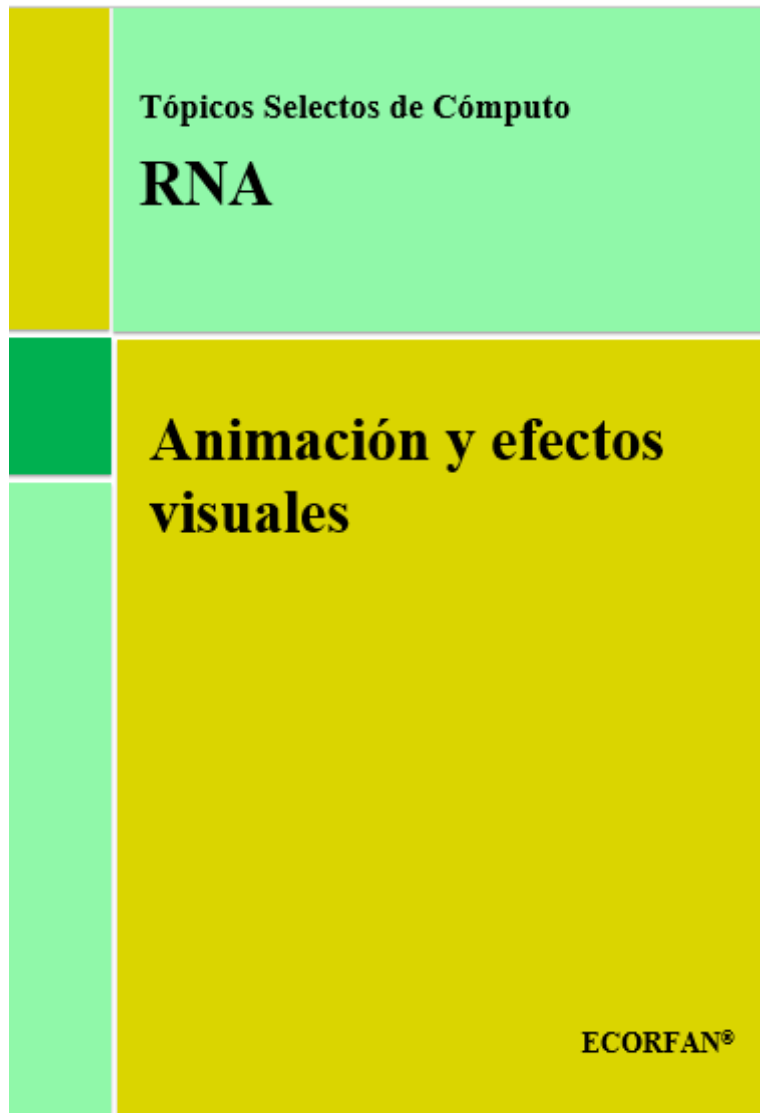 Tópicos Selectos de Cómputo
RNA
Animación y efectos
visuales
ECORFAN®